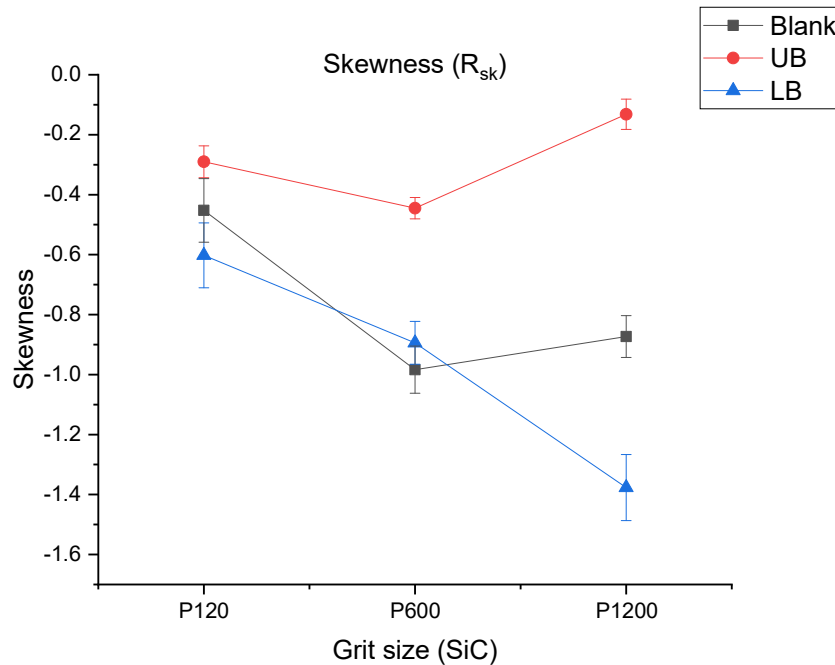 Skewness (Rsk)
Blank
UB
LB
Skewness
0.0
-0.2
-0.4
-0.6
-0.8
-1.0
-1.2
-1.4
-1.6
P120 P600 P1200
Grit size (SiC)